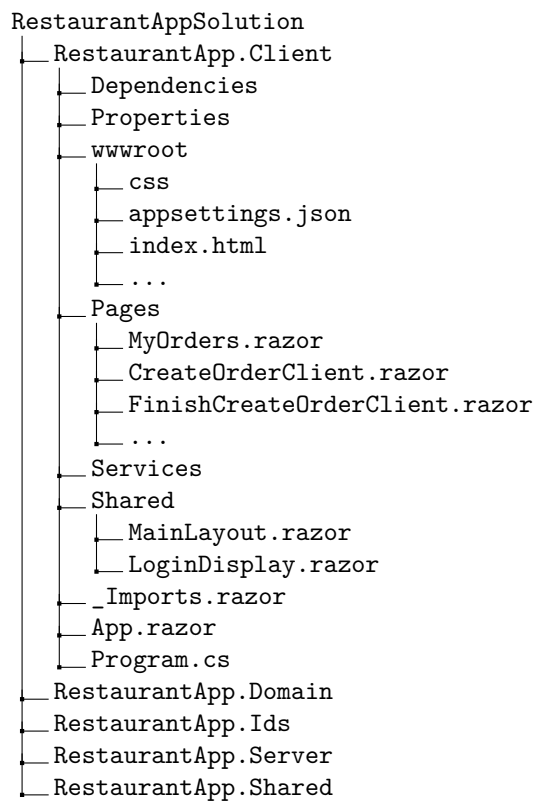 RestaurantAppSolution
RestaurantApp.Client
Dependencies
Properties
wwwroot
css
appsettings.json
index.html
...
Pages
MyOrders.razor
CreateOrderClient.razor
FinishCreateOrderClient.razor
...
Services
Shared
MainLayout.razor
LoginDisplay.razor
_Imports.razor
App.razor
Program.cs
RestaurantApp.Domain
RestaurantApp.Ids
RestaurantApp.Server
RestaurantApp.Shared